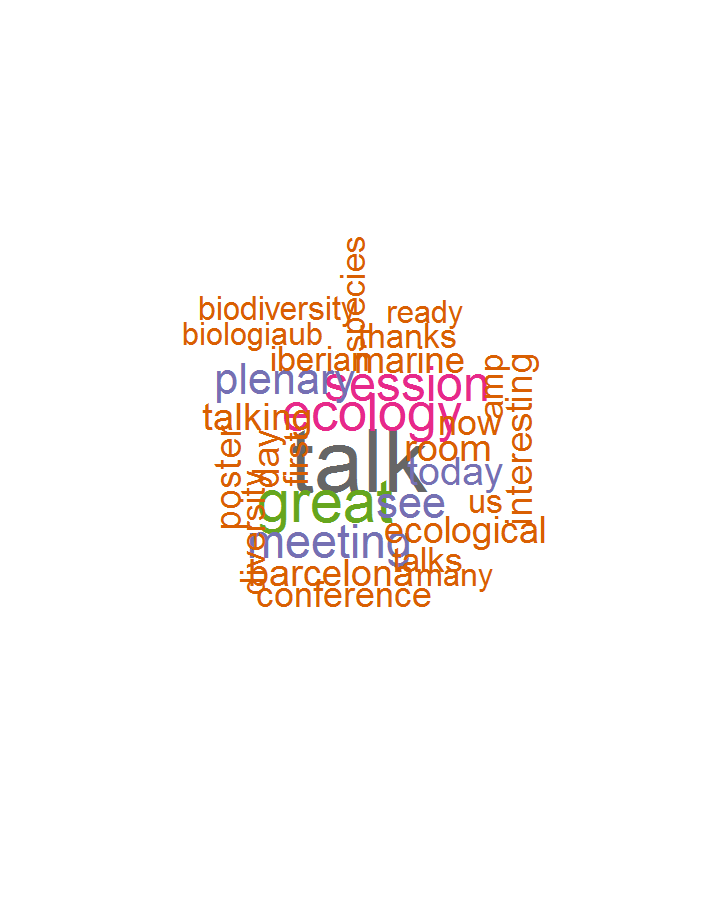 species
biodiversity
ready
biologiaub
thanks
iberian
marine
plenary
session
amp
interesting
ecology
talking
now
first
day
poster
room
talk
today
diversity
great
see
us
meeting
ecological
talks
barcelona
many
conference